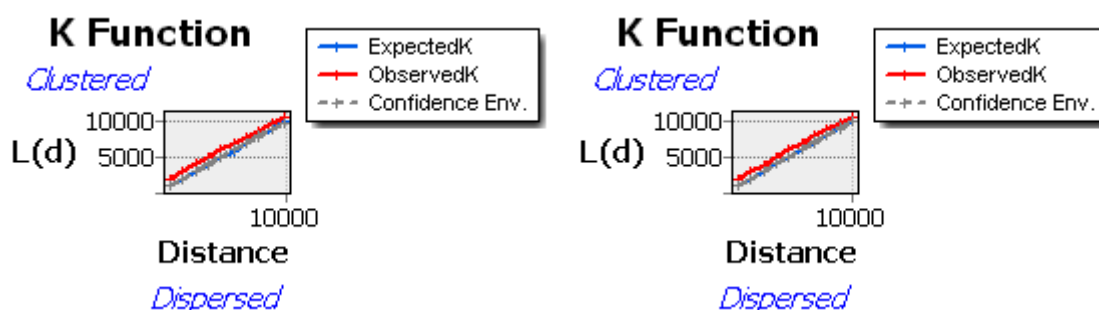 K Function
ExpectedK
ObservedK
Confidence Env.
Clustered
10000
L(d) 5000
10000
Distance
Dispersed
K Function
ExpectedK
ObservedK
Confidence Env.
Clustered
10000
L(d) 5000
10000
Distance
Dispersed